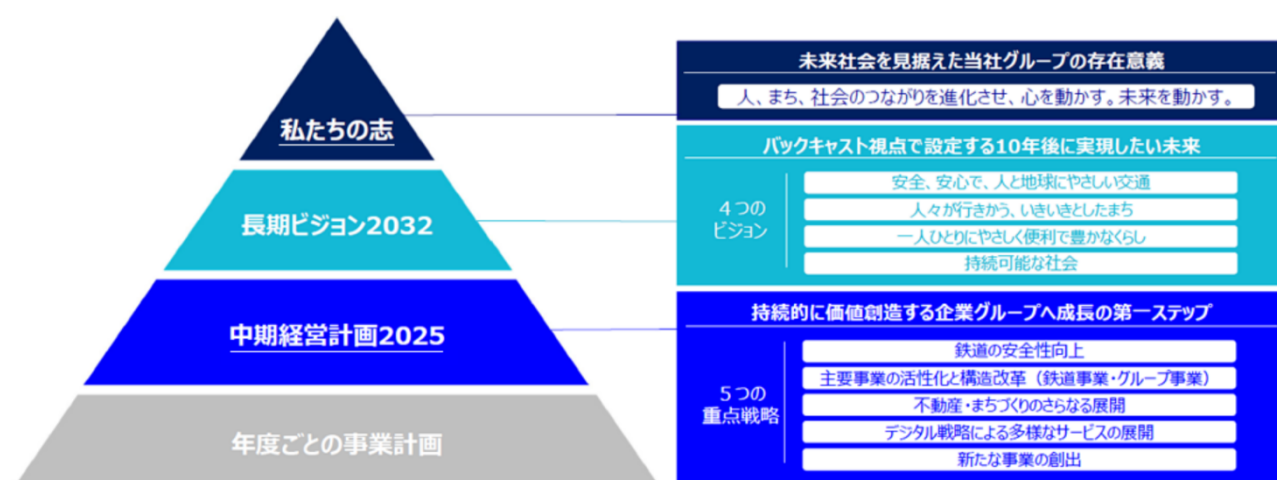 私たちの志
長期ビジョン2032
中期経営計画2025
年度ごとの事業計画
未来社会を見据えた当社グループの存在意義
人、まち、社会のつながりを進化させ、心を動かす。未来を動かす。
バックキャスト視点で設定する10年後に実現したい未来
4つの
ビジョン
安全、安心で、人と地球にやさしい交通
人々が行きかう、いきいきとしたまち
一人ひとりにやさしく便利で豊かなくらし
持続可能な社会
持続的に価値創造する企業グループへ成長の第一ステップ
5つの
重点戦略
鉄道の安全性向上
主要事業の活性化と構造改革（鉄道事業・グループ事業）
不動産・まちづくりのさらなる展開
デジタル戦略による多様なサービスの展開
新たな事業の創出